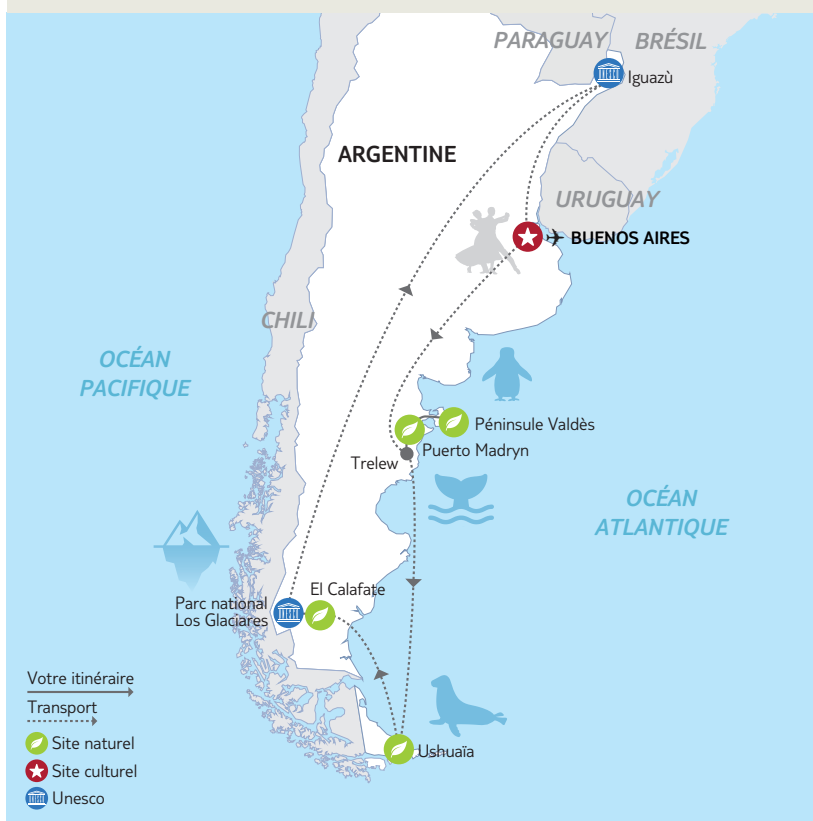 PARAGUAY
BRÉSIL
Iguazù
ARGENTINE
URUGUAY
BUENOS AIRES
CHILI
OCÉAN
PACIFIQUE
Péninsule Valdès
Puerto Madryn
Trelew
OCÉAN
ATLANTIQUE
El Calafate
Parc national
Los Glaciares
Votre itinéraire
Transport
Site naturel
Ushuaïa
Site culturel
Unesco